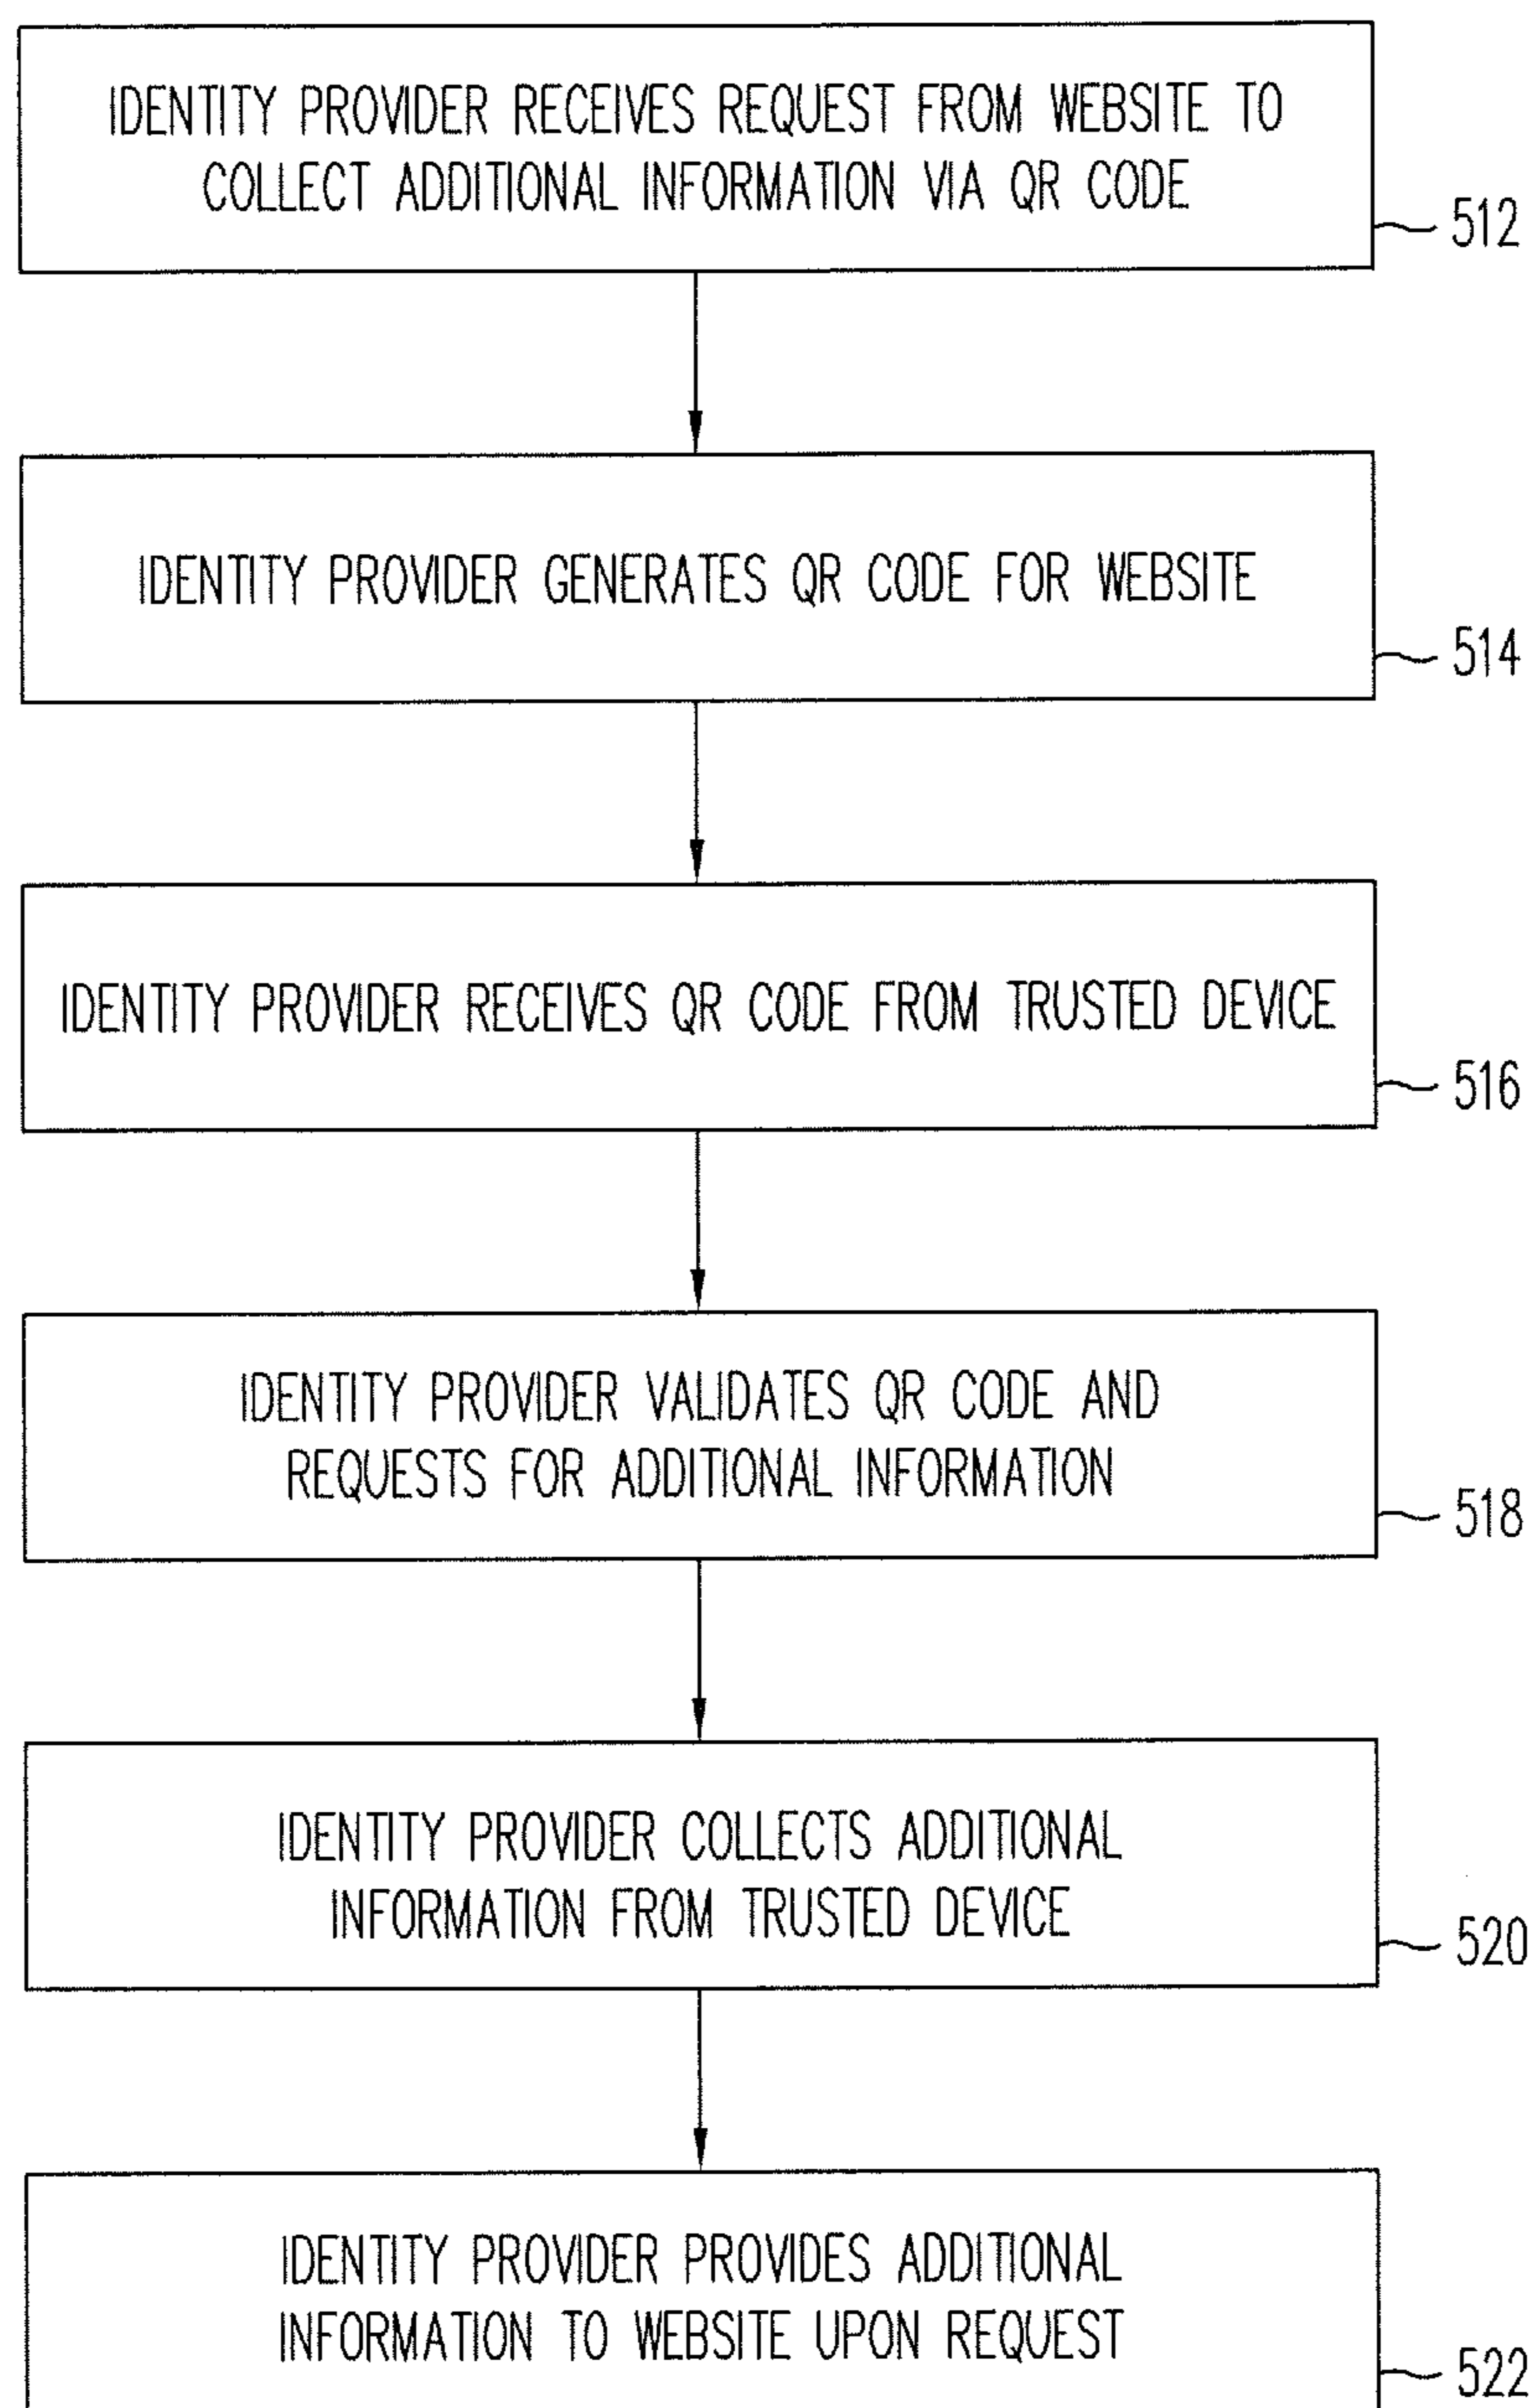 IDENTITY PROVIDER RECEIVES REQUEST FROM WEBSITE TO
COLLECT ADDITIONAL INFORMATION VIA QR CODE
512
IDENTITY PROVIDER GENERATES QR CODE FOR WEBSITE
514
IDENTITY PROVIDER RECEIVES QR CODE FROM TRUSTED DEVICE
516
IDENTITY PROVIDER VALIDATES QR CODE AND
REQUESTS FOR ADDITIONAL INFORMATION
518
IDENTITY PROVIDER COLLECTS ADDITIONAL
INFORMATION FROM TRUSTED DEVICE
520
IDENTITY PROVIDER PROVIDES ADDITIONAL
INFORMATION TO WEBSITE UPON REQUEST
522